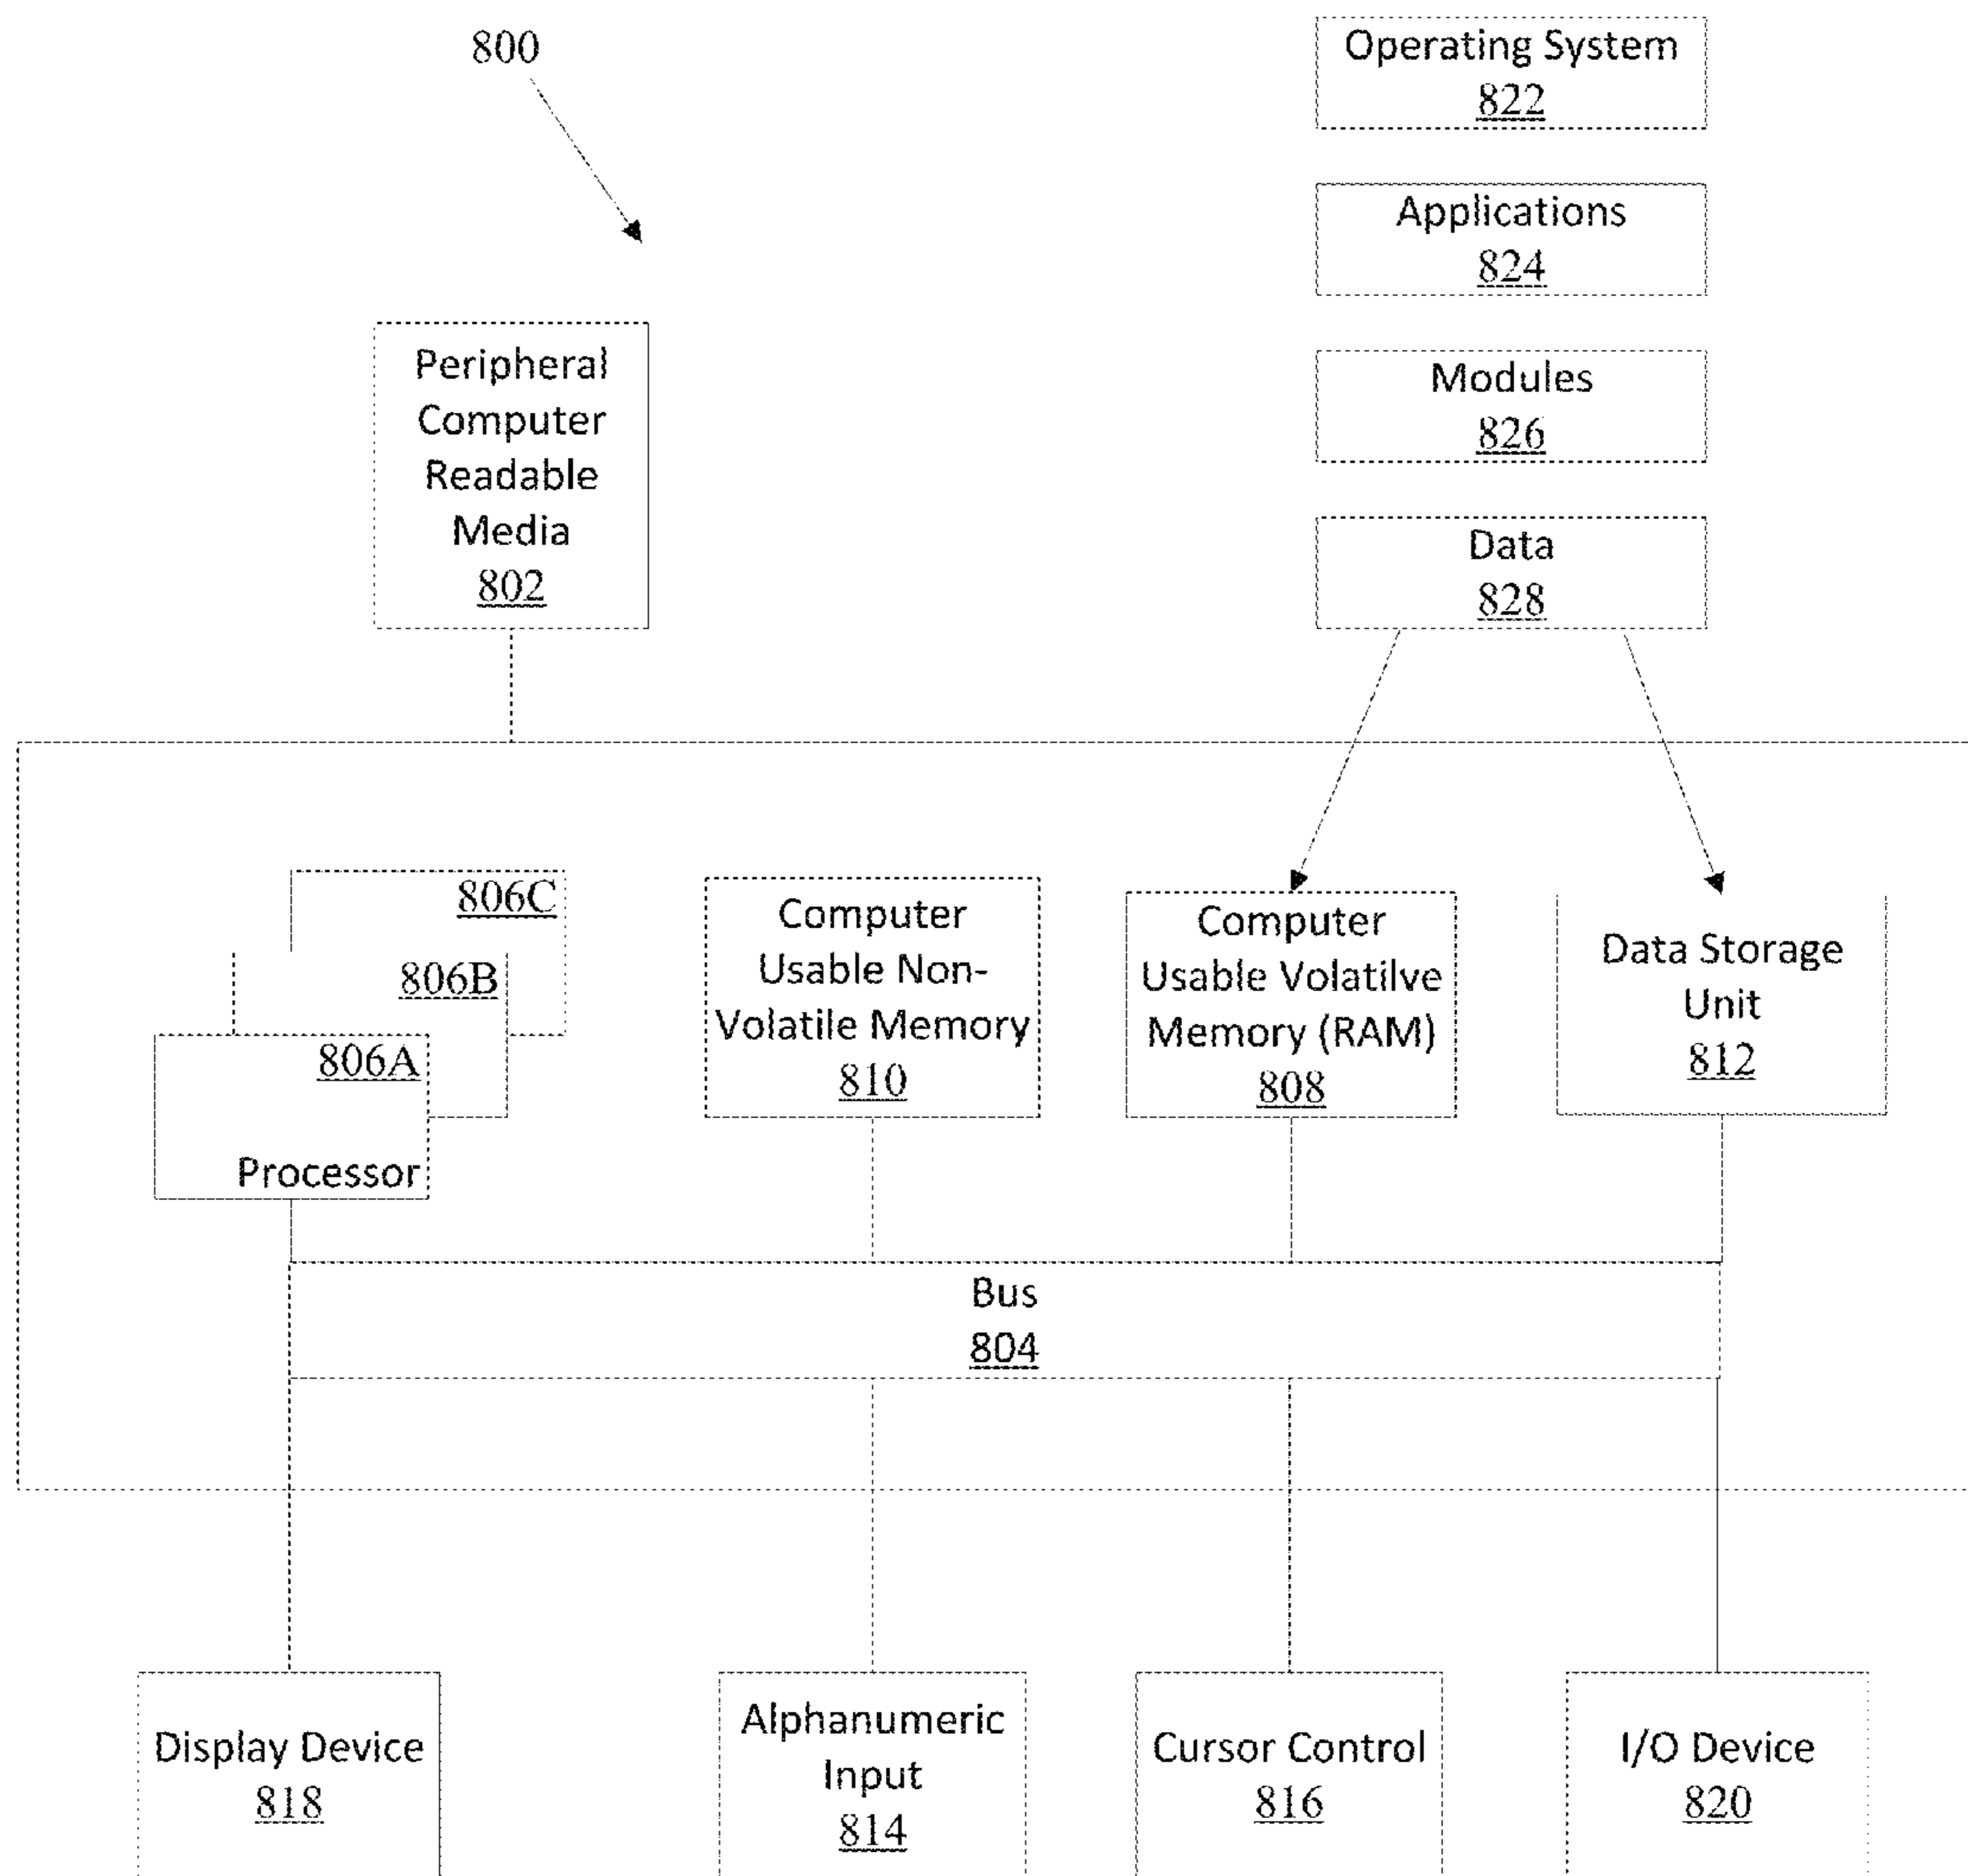 800
Operating System
822
Applications
824
Peripheral
Computer
Readable
Media
802
Modules
826
Data
828
806C
806B
806A
Processor
Computer
Usable Non-
Volatile Memory
810
Computer
Usable Volatilve
Memory (RAM)
808
Data Storage
Unit
812
Bus
804
Display Device
818
Alphanumeric
Input
814
Cursor Control
816
I/O Device
820